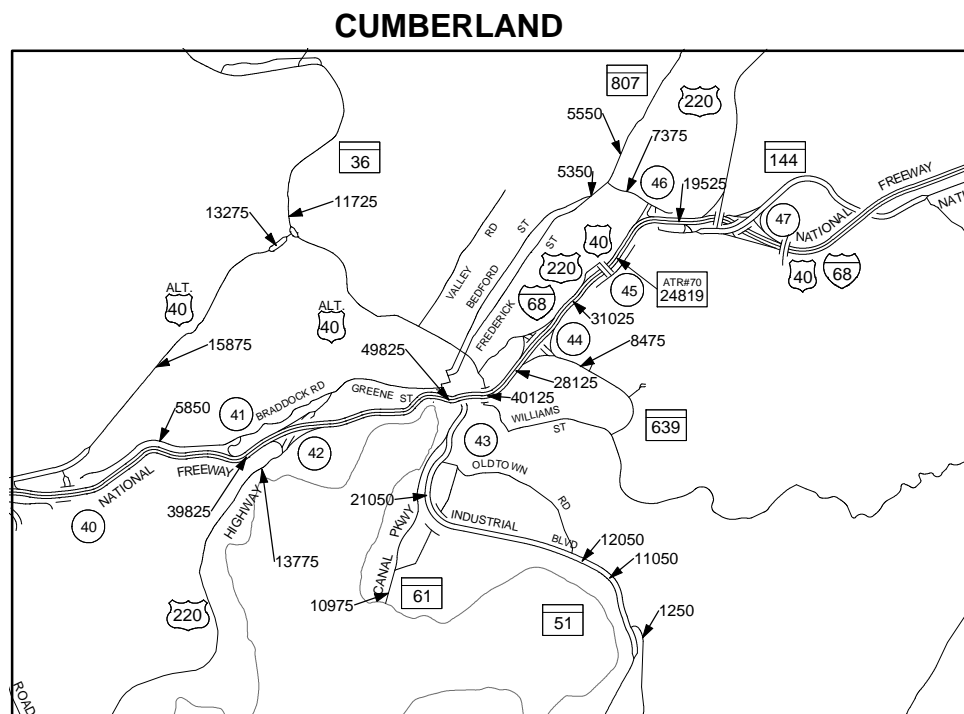 CUMBERLAND
807
220
5550
7375
36
144
5350
46
19525
FREEWAY
13275
11725
47
NATIONAL
NATI
VALLEY RD
BEDFORD ST
FREDERICK ST
40
220
68
45
ATR#70
24819
40
68
ALT.
40
ALT.
40
31025
44
8475
15875
49825
28125
40125
5850
41
BRADDOCK RD
GREENE ST
WILLIAMS ST
639
42
43
NATIONAL FREEWAY
OLDTOWN RD
40
39825
HIGHWAY
21050
INDUSTRIAL BLVD
12050
11050
13775
CANAL PKWY
10975
61
51
1250
220
ROAD